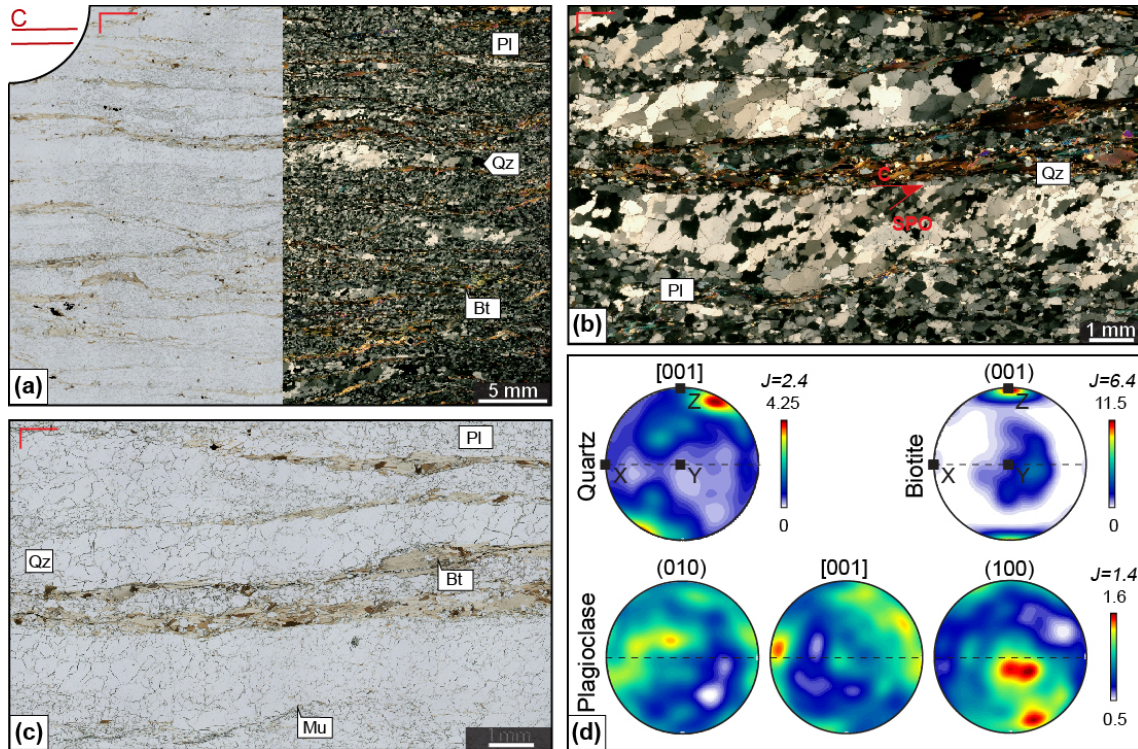 C
Pl
Qz
Bt
(a)
5 mm
C
Qz
SPO
Pl
(b)
1 mm
Pl
Qz
Bt
Mu
(c)
1 mm
[001]
J=2.4
4.25
Z
X
Y
Quartz
0
(001)
J=6.4
11.5
Z
X
Y
Biotite
0
(010)
[001]
(100)
J=1.4
1.6
Plagioclase
0.5
(d)